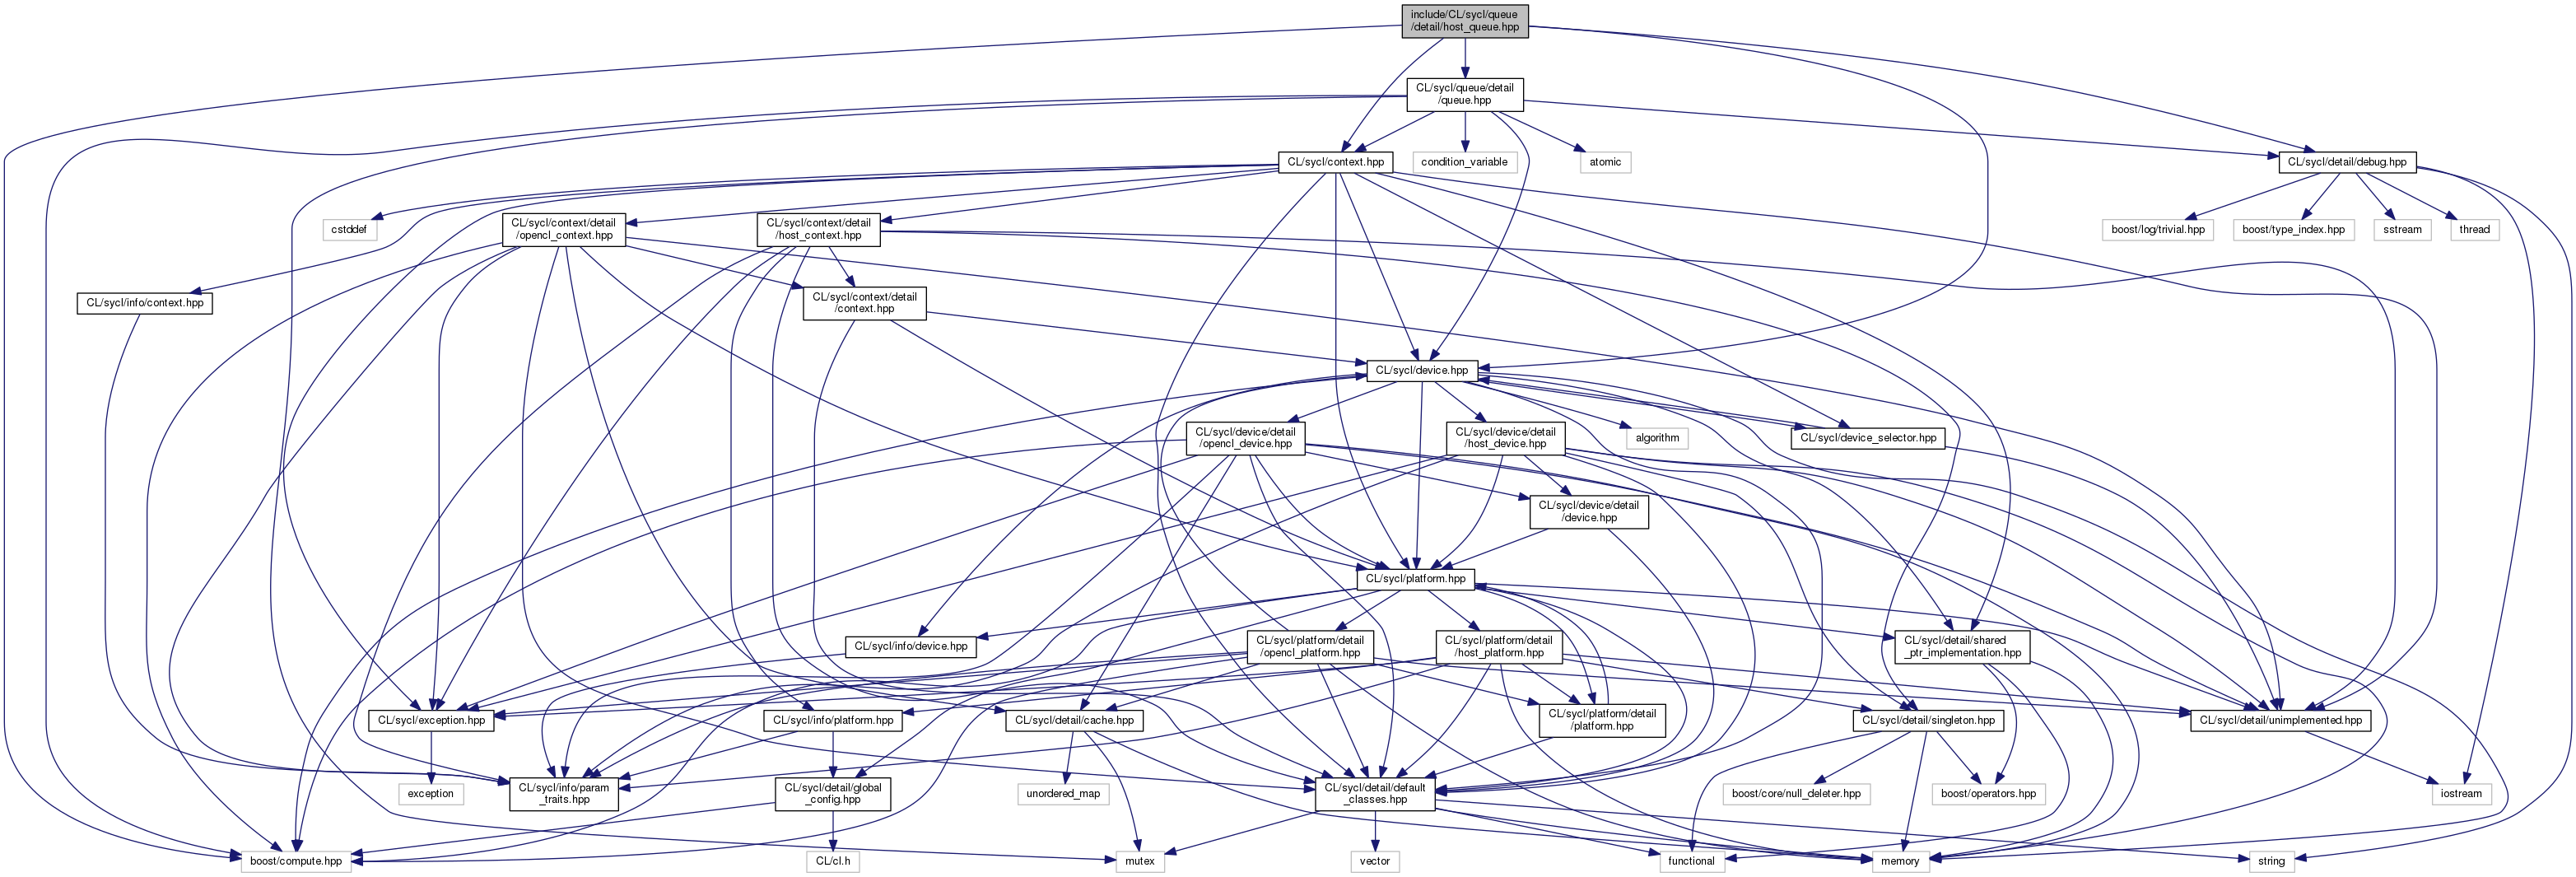 include/CL/sycl/queue
/detail/host_queue.hpp
CL/sycl/queue/detail
/queue.hpp
CL/sycl/context.hpp
condition_variable
atomic
CL/sycl/detail/debug.hpp
cstddef
CL/sycl/context/detail
/opencl_context.hpp
CL/sycl/context/detail
/host_context.hpp
boost/log/trivial.hpp
boost/type_index.hpp
sstream
thread
CL/sycl/info/context.hpp
CL/sycl/context/detail
/context.hpp
CL/sycl/device.hpp
CL/sycl/device/detail
/opencl_device.hpp
CL/sycl/device/detail
/host_device.hpp
algorithm
CL/sycl/device_selector.hpp
CL/sycl/device/detail
/device.hpp
CL/sycl/platform.hpp
CL/sycl/info/device.hpp
CL/sycl/platform/detail
/opencl_platform.hpp
CL/sycl/platform/detail
/host_platform.hpp
CL/sycl/detail/shared
_ptr_implementation.hpp
CL/sycl/exception.hpp
CL/sycl/info/platform.hpp
CL/sycl/detail/cache.hpp
CL/sycl/platform/detail
/platform.hpp
CL/sycl/detail/singleton.hpp
CL/sycl/detail/unimplemented.hpp
exception
CL/sycl/info/param
_traits.hpp
CL/sycl/detail/global
_config.hpp
unordered_map
CL/sycl/detail/default
_classes.hpp
boost/core/null_deleter.hpp
boost/operators.hpp
iostream
boost/compute.hpp
CL/cl.h
mutex
vector
functional
memory
string